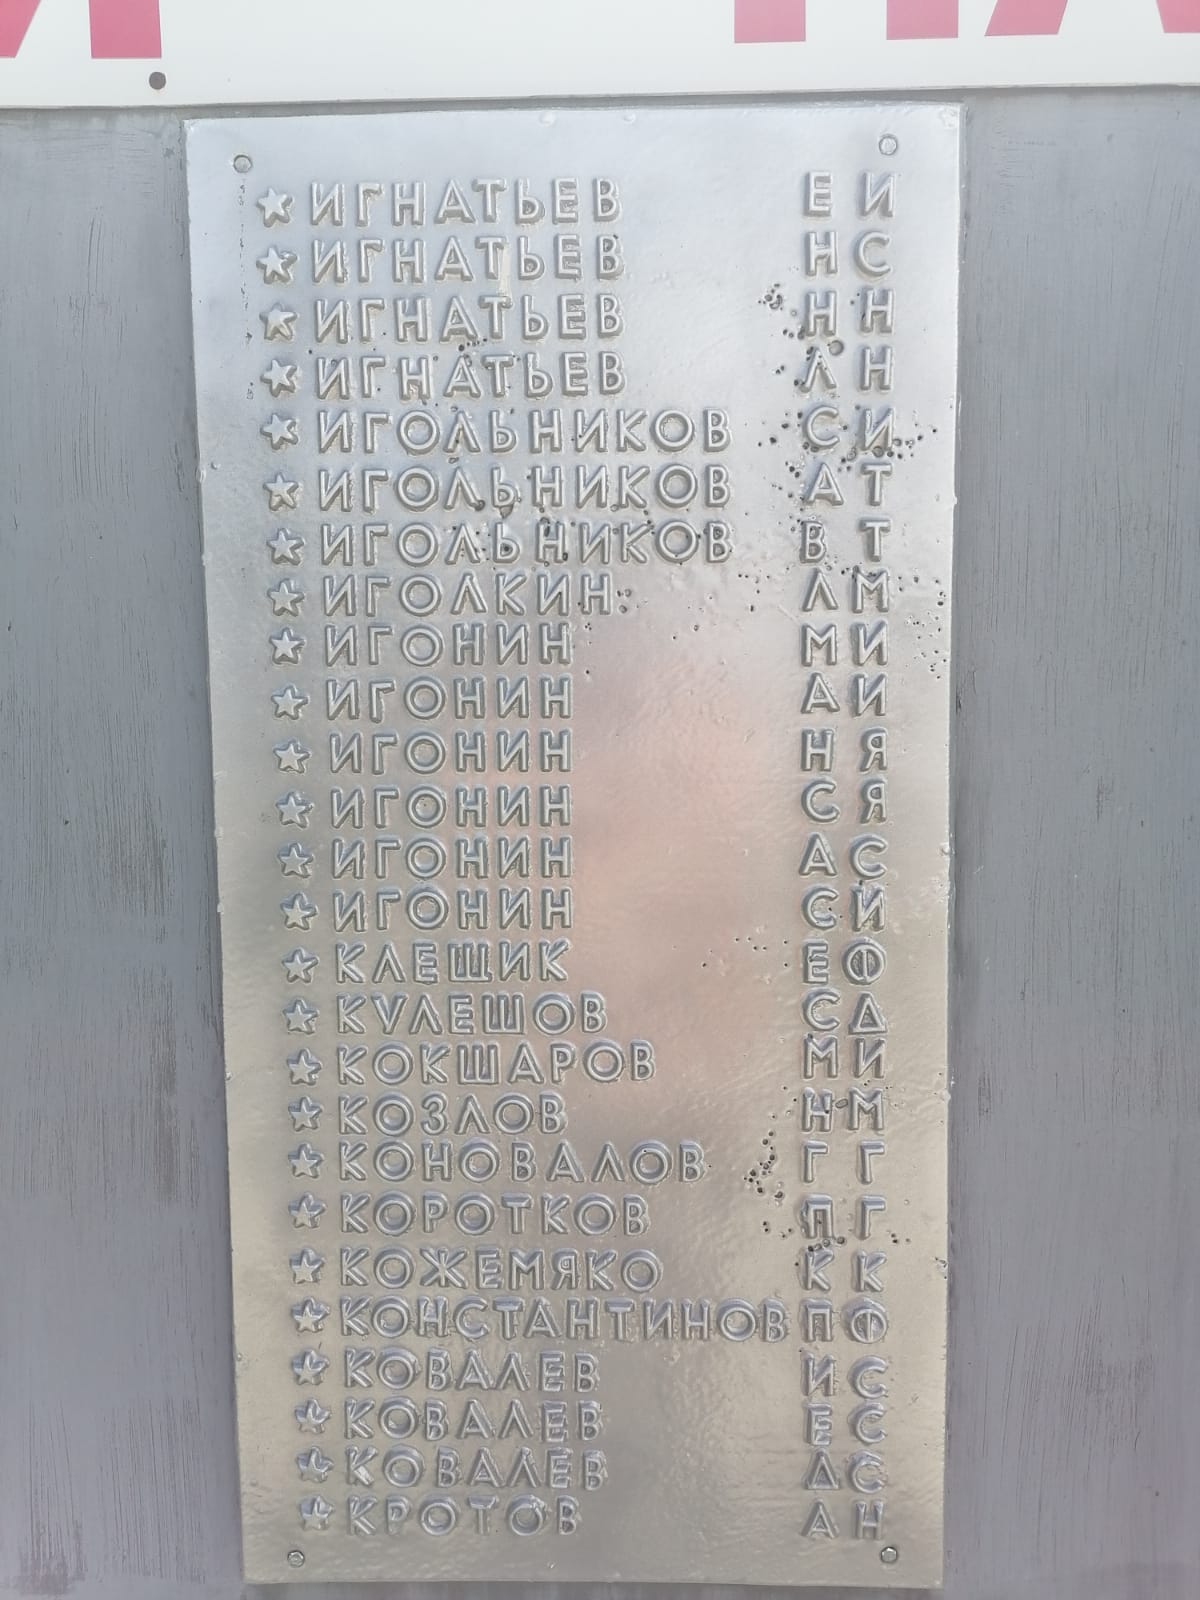 ИГНАТЬЕВ Е И
ИГНАТЬЕВ Н С
ИГНАТЬЕВ Н Н
ИГНАТЬЕВ Л Н
ИГОЛЬНИКОВ С И
ИГОЛЬНИКОВ А Т
ИГОЛЬНИКОВ В Т
ИГОЛКИН Л М
ИГОНИН М И
ИГОНИН А И
ИГОНИН Н Я
ИГОНИН С Я
ИГОНИН А С
ИГОНИН С И
КЛЕЩИК Е Ф
КУЛЕШОВ С Д
КОКШАРОВ М И
КОЗЛОВ Н М
КОНОВАЛОВ Г Г
КОРОТКОВ П Г
КОЖЕМЯКО К К
КОНСТАНТИНОВ П Ф
КОВАЛЕВ И С
КОВАЛЕВ Е С
КОВАЛЕВ Д С
КРОТОВ А Н